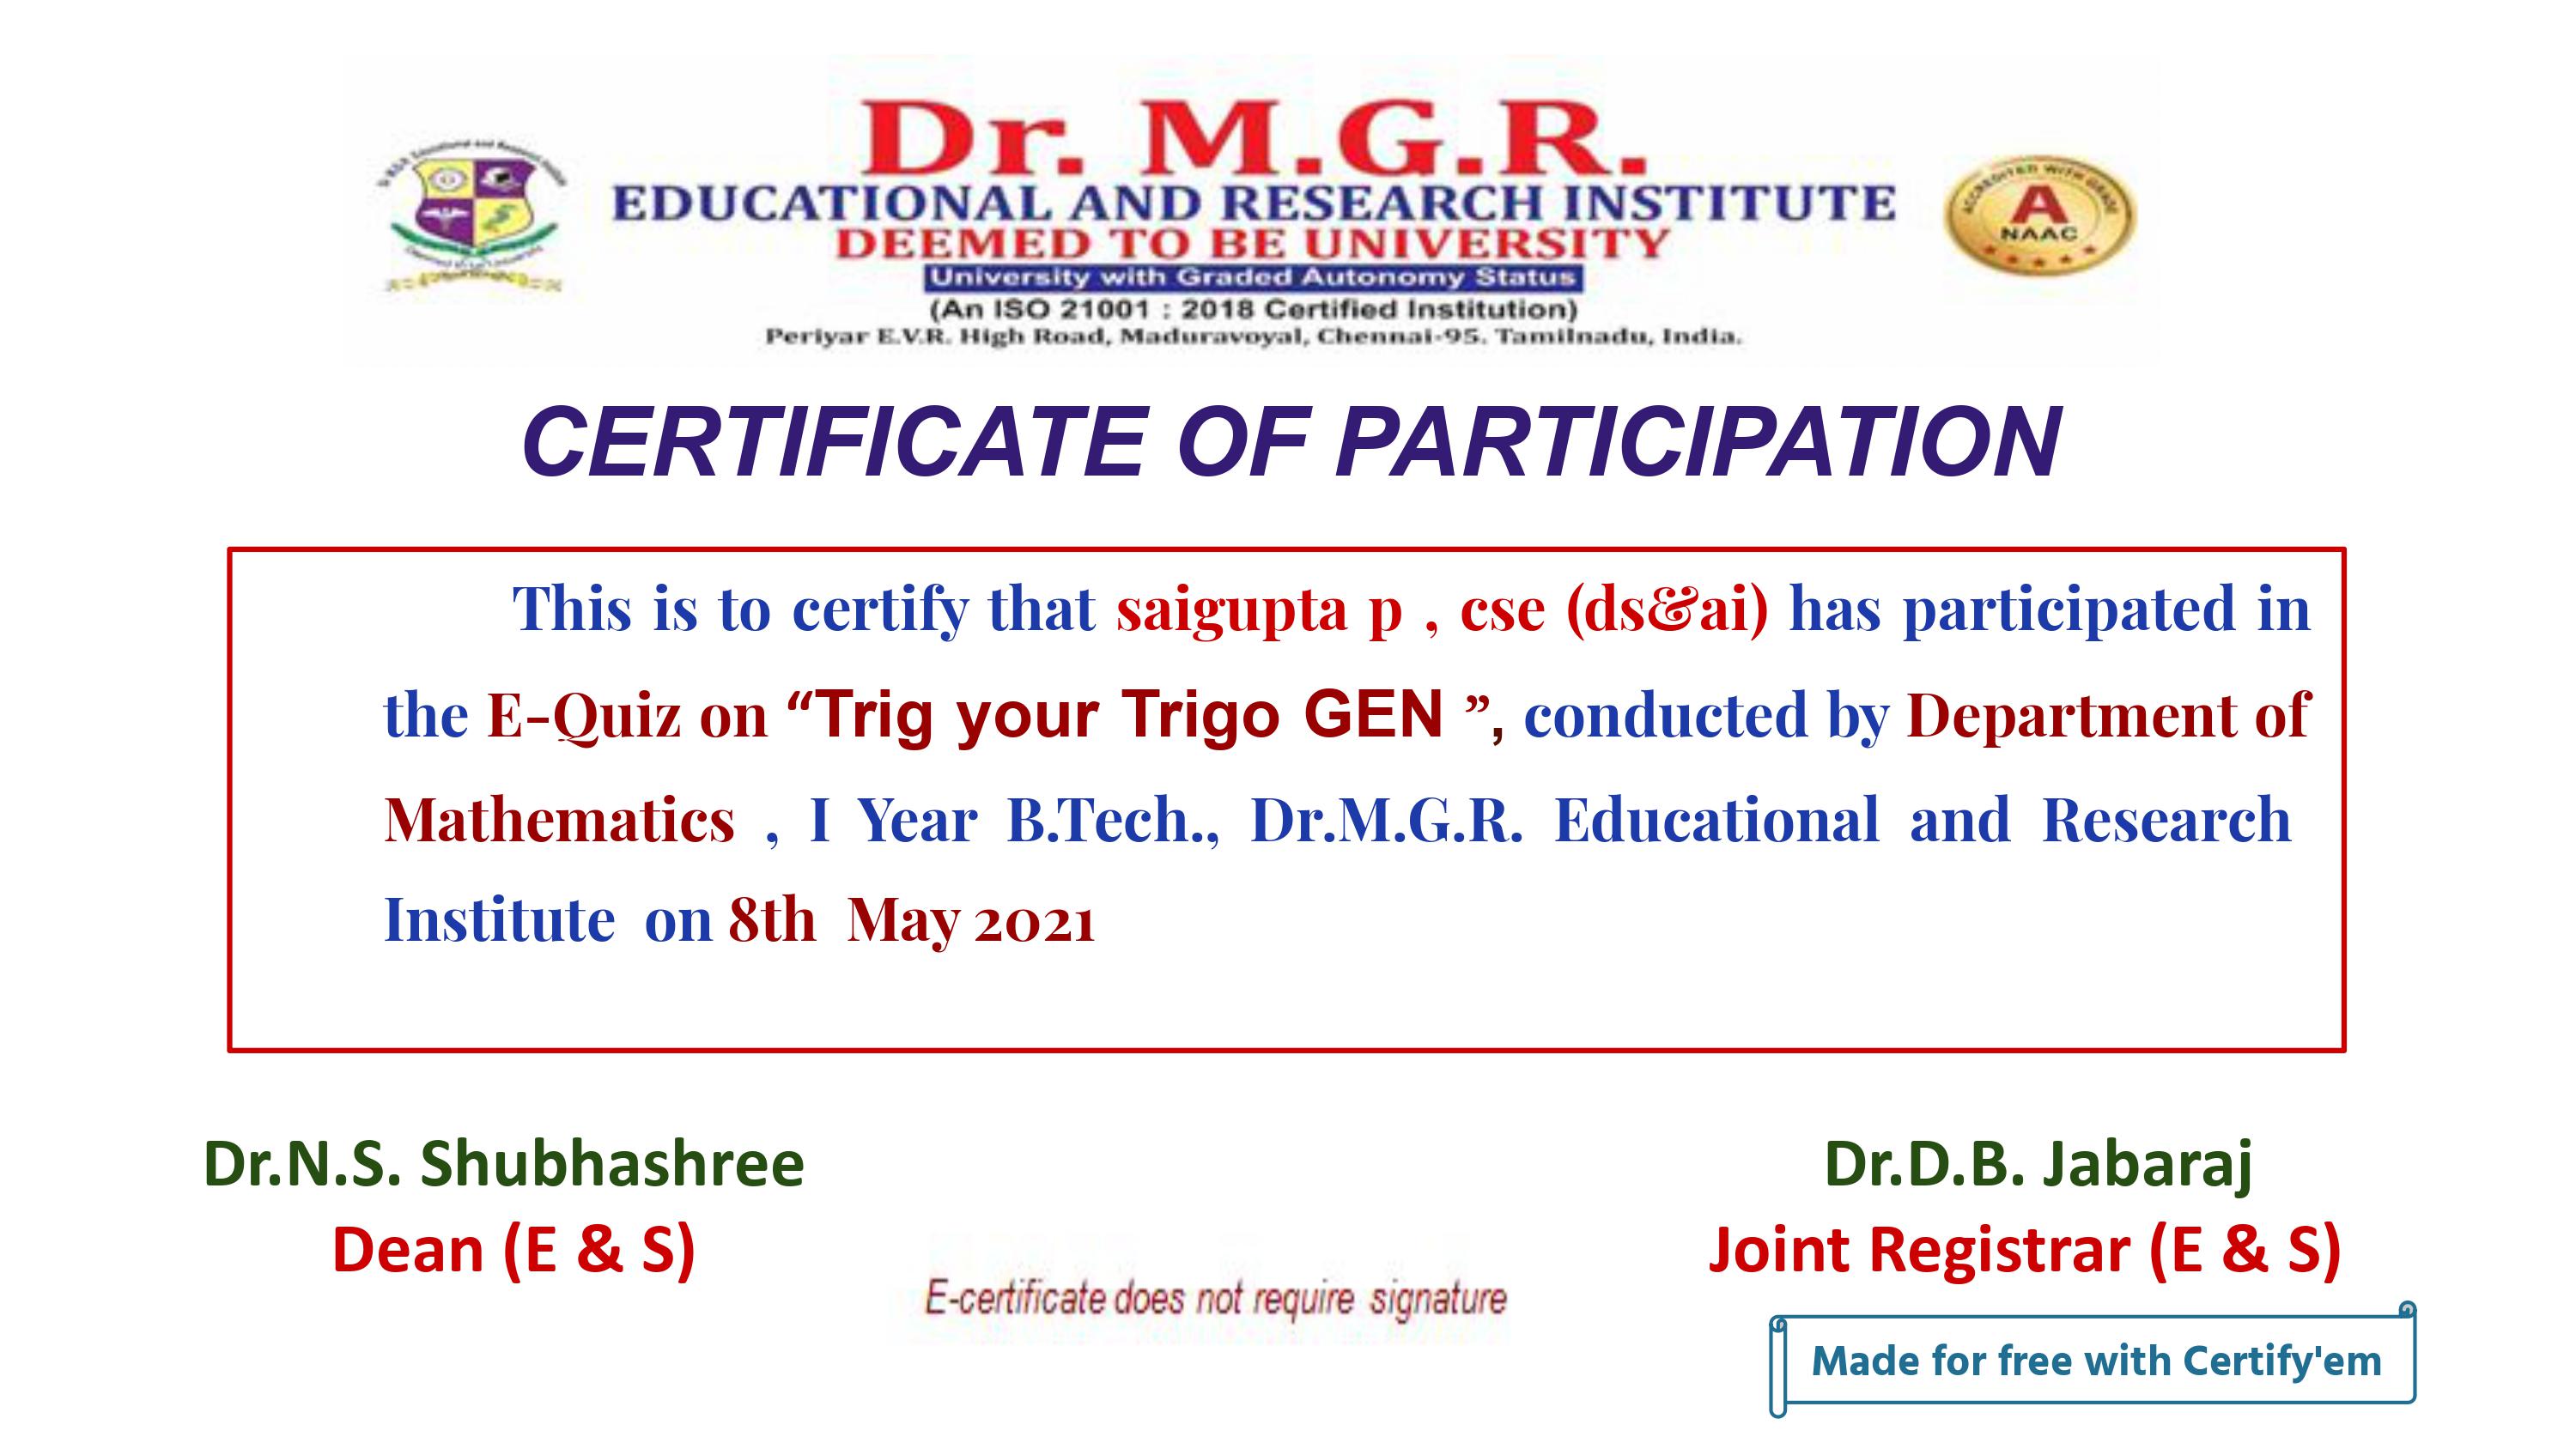 Dr. M.G.R.
EDUCATIONAL AND RESEARCH INSTITUTE
DEEMED TO BE UNIVERSITY
University with Graded Autonomy Status
(An ISO 21001 : 2018 Certified Institution)
Periyar E.V.R. High Road, Maduravoyal, Chennai-95. Tamilnadu, India.
ACCREDITED WITH GRADE
A
NAAC
CERTIFICATE OF PARTICIPATION
This is to certify that saigupta p , cse (ds&ai) has participated in
the E-Quiz on “Trig your Trigo GEN ”, conducted by Department of
Mathematics , I Year B.Tech., Dr.M.G.R. Educational and Research
Institute on 8th May 2021
Dr.N.S. Shubhashree
Dean (E & S)
Dr.D.B. Jabaraj
Joint Registrar (E & S)
E-certificate does not require signature
Made for free with Certify'em